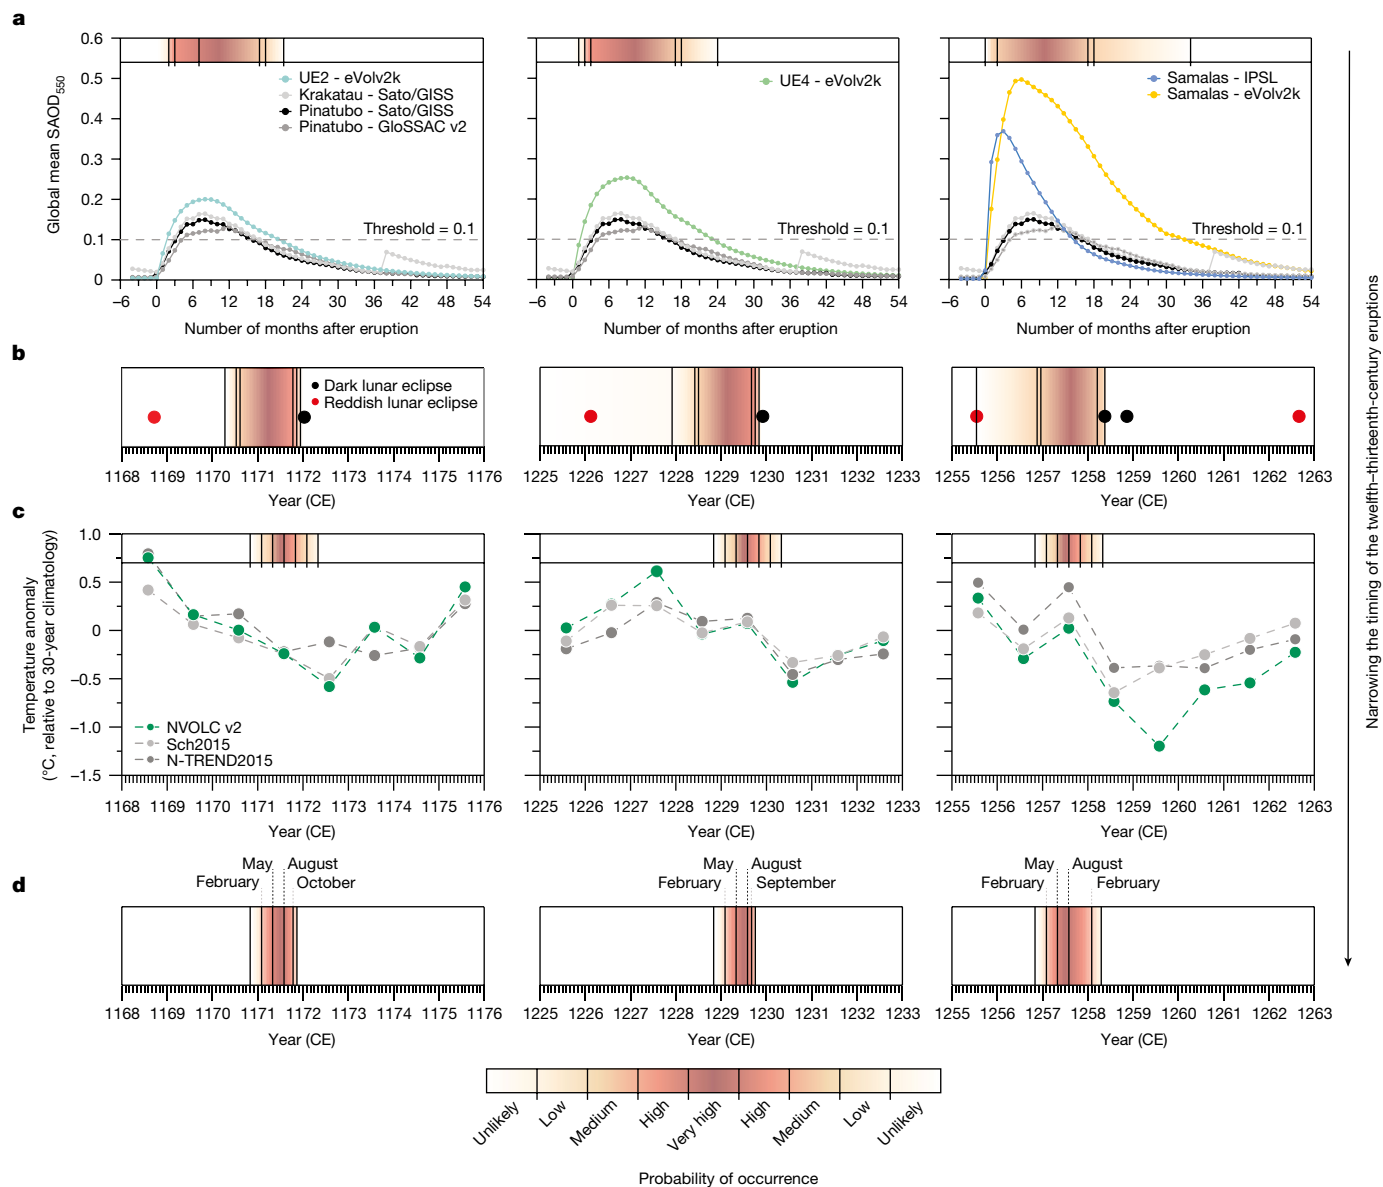 a
0.6
0.5
0.4
0.3
0.2
0.1
0
Global mean SAOD550
UE2 - eVolv2k
Krakatau - Sato/GISS
Pinatubo - Sato/GISS
Pinatubo - GloSSAC v2
Threshold = 0.1
−6 0 6 12 18 24 30 36 42 48 54
Number of months after eruption
UE4 - eVolv2k
Threshold = 0.1
−6 0 6 12 18 24 30 36 42 48 54
Number of months after eruption
Samalas - IPSL
Samalas - eVolv2k
Threshold = 0.1
−6 0 6 12 18 24 30 36 42 48 54
Number of months after eruption
b
Dark lunar eclipse
Reddish lunar eclipse
1168 1169 1170 1171 1172 1173 1174 1175 1176
Year (CE)
1225 1226 1227 1228 1229 1230 1231 1232 1233
Year (CE)
1255 1256 1257 1258 1259 1260 1261 1262 1263
Year (CE)
c
1.0
0.5
0
−0.5
−1.0
−1.5
Temperature anomaly
(°C, relative to 30-year climatology)
NVOLC v2
Sch2015
N-TREND2015
1168 1169 1170 1171 1172 1173 1174 1175 1176
Year (CE)
1225 1226 1227 1228 1229 1230 1231 1232 1233
Year (CE)
1255 1256 1257 1258 1259 1260 1261 1262 1263
Year (CE)
d
May August
February October
1168 1169 1170 1171 1172 1173 1174 1175 1176
Year (CE)
May August
February September
1225 1226 1227 1228 1229 1230 1231 1232 1233
Year (CE)
May August
February February
1255 1256 1257 1258 1259 1260 1261 1262 1263
Year (CE)
Narrowing the timing of the twelfth–thirteenth-century eruptions
Unlikely
Low
Medium
High
Very high
High
Medium
Low
Unlikely
Probability of occurrence